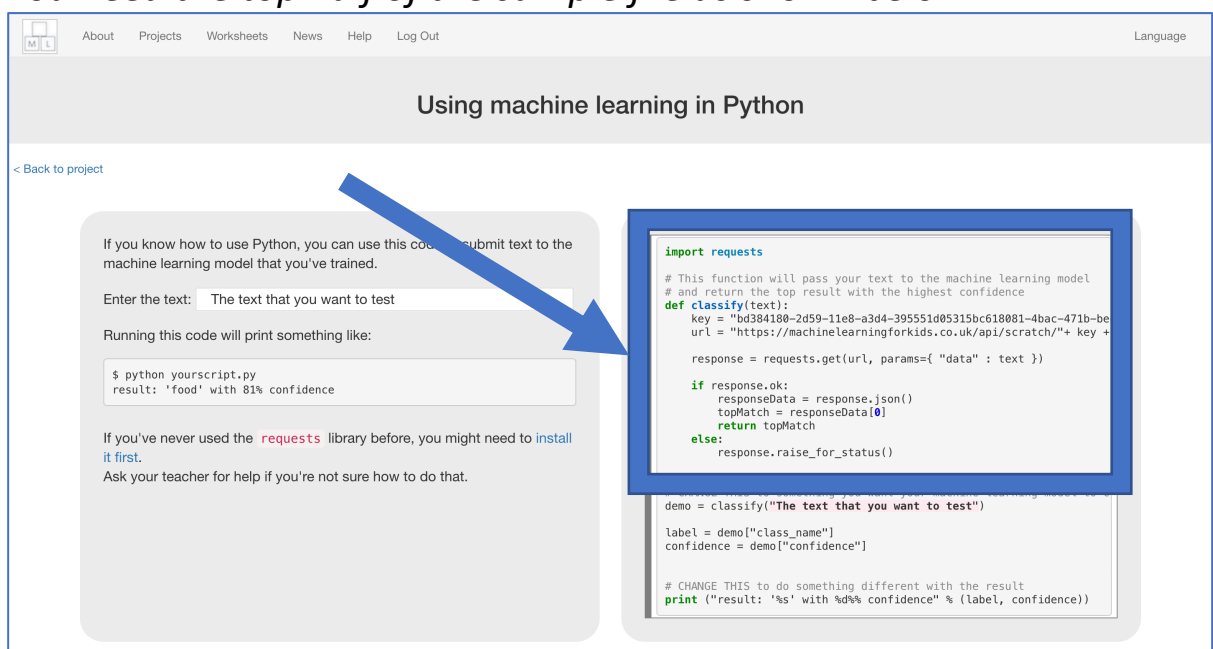 You need the top half of the sample
M L
About Projects Worksheets News Help Log Out Language
Using machine learning in Python
< Back to project
If you know how to use Python, you can use this submit text to the
machine learning model that you've trained.
Enter the text: The text that you want to test
Running this code will print something like:
$ python yourscript.py
result: 'food' with 81% confidence
If you've never used the requests library before, you might need to install
it first.
Ask your teacher for help if you're not sure how to do that.
import requests
# This function will pass your text to the machine learning model
# and return the top result with the highest confidence
def classify(text):
key = "bd384180-2d59-11e8-a3d4-395551d05315bc618081-4bac-471b-be
url = "https://machinelearningforkids.co.uk/api/scratch/"+ key +
response = requests.get(url, params={ "data" : text })
if response.ok:
responseData = response.json()
topMatch = responseData[0]
return topMatch
else:
response.raise_for_status()
demo = classify("The text that you want to test")
label = demo["class_name"]
confidence = demo["confidence"]
# CHANGE THIS to do something different with the result
print ("result: '%s' with %d%% confidence" % (label, confidence))